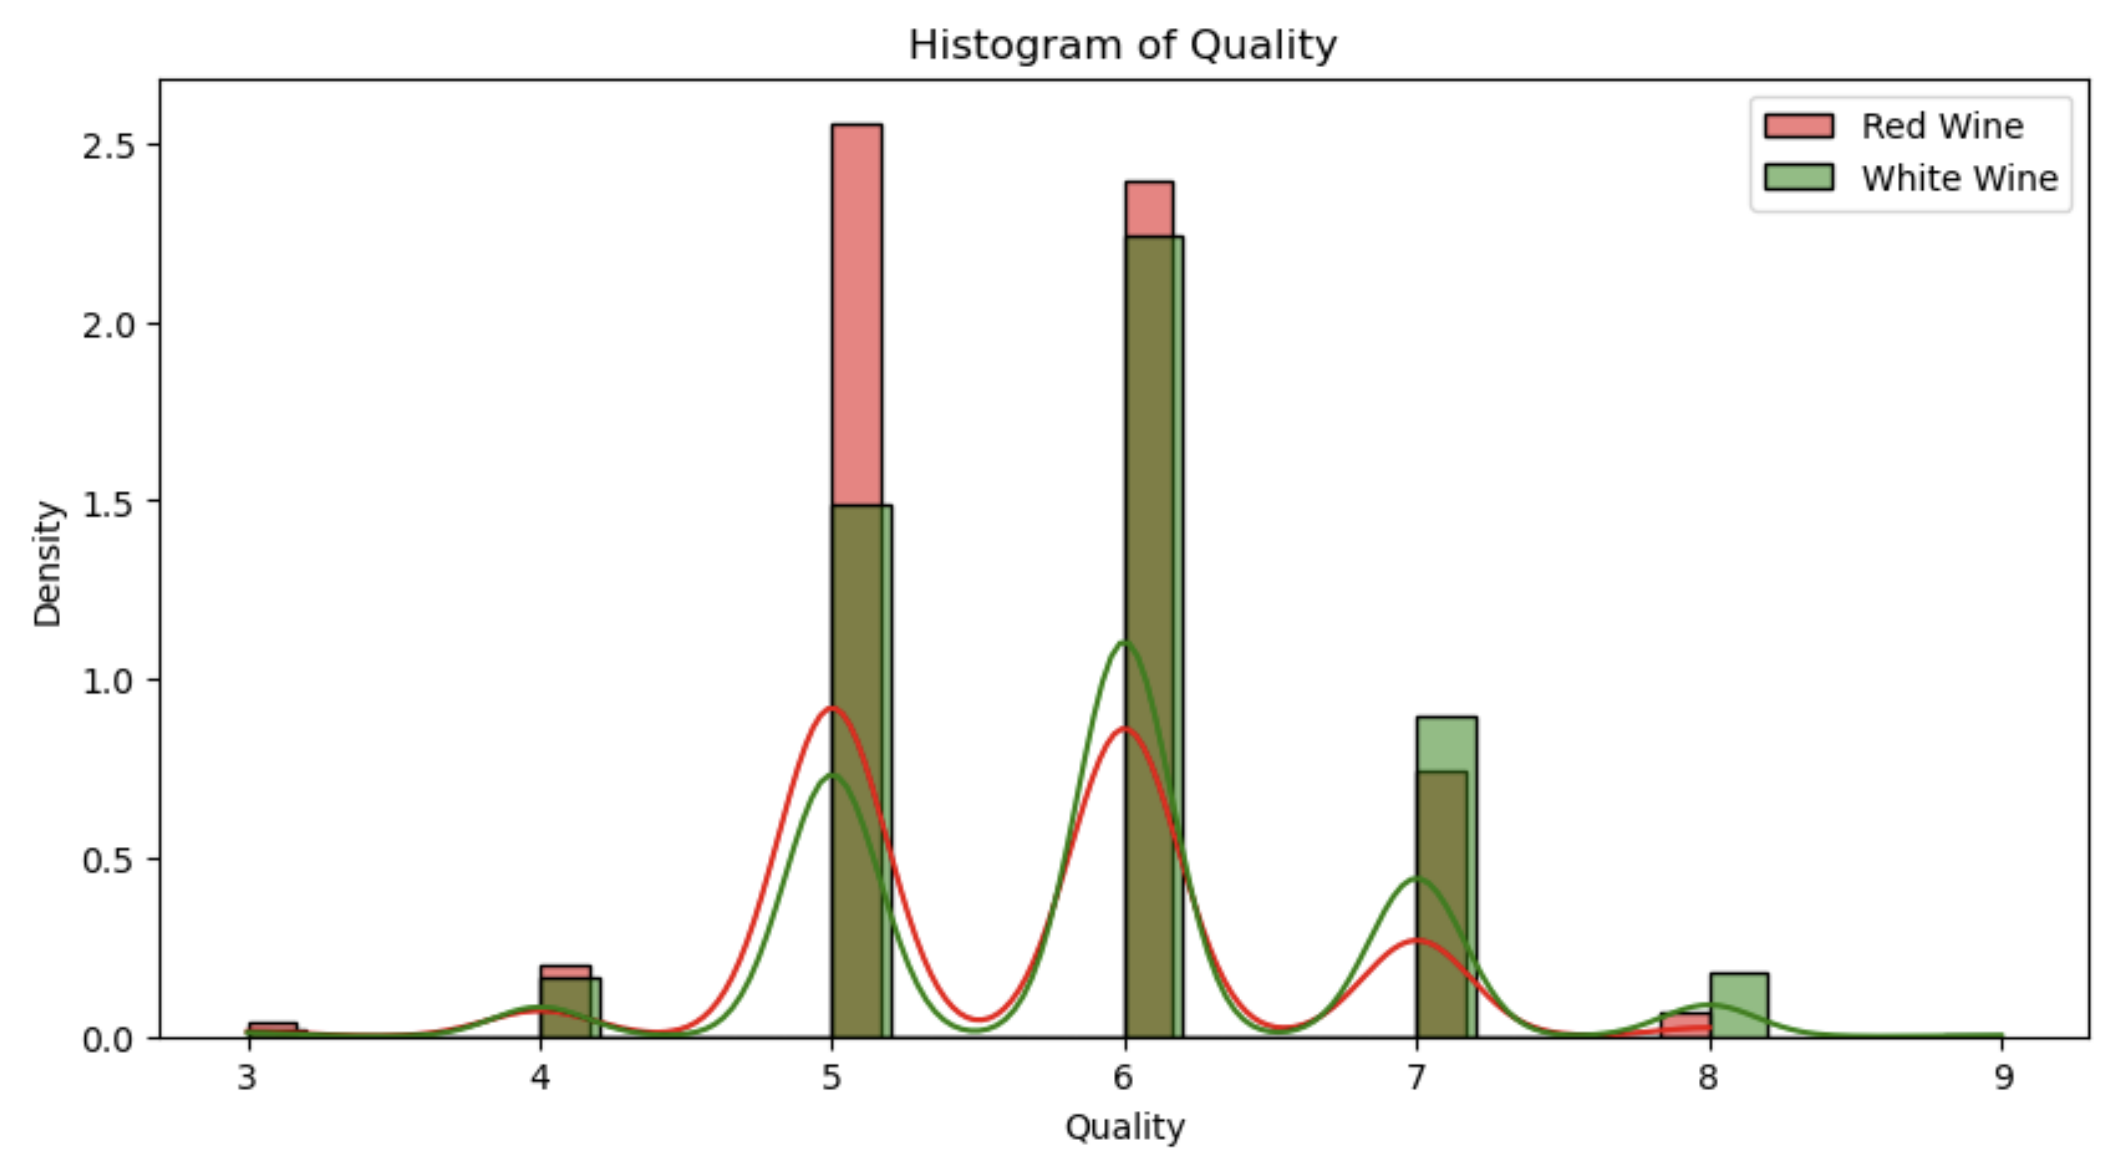 Histogram of Quality
Red Wine
White Wine
2.5
2.0
1.5
1.0
0.5
0.0
Density
3 4 5 6 7 8 9
Quality